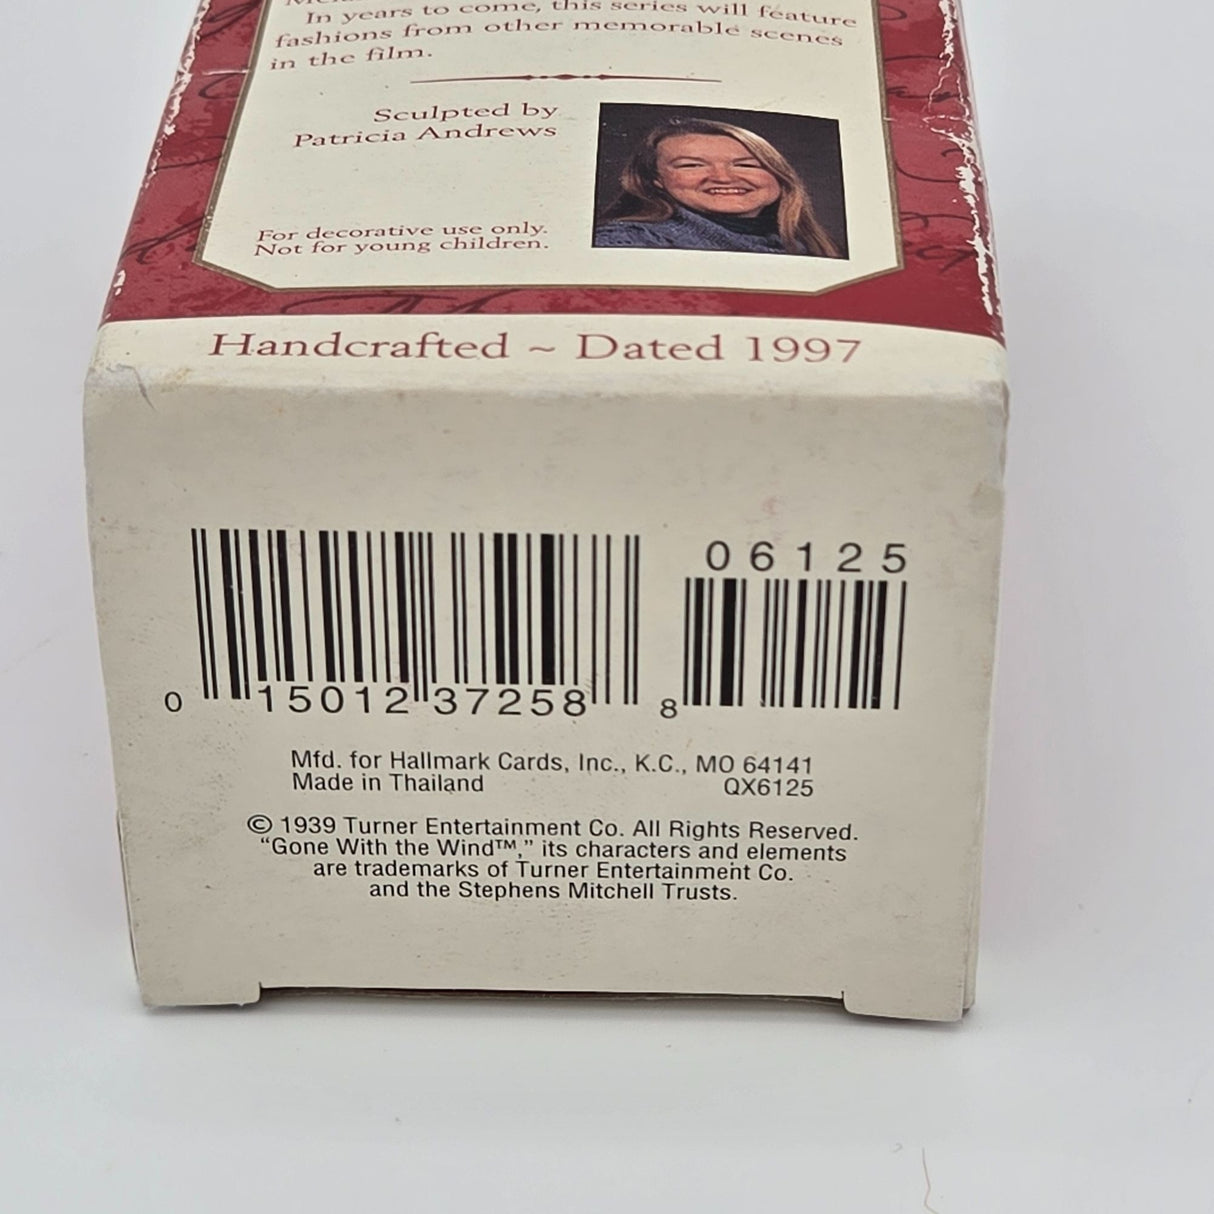 In years to come, this series will feature
fashions from other memorable scenes
in the film.
Sculpted by
Patricia Andrews
For decorative use only.
Not for young children.
Handcrafted ~ Dated 1997
06125
0 15012 37258 8
Mfd. for Hallmark Cards, Inc., K.C., MO 64141
Made in Thailand QX6125
© 1939 Turner Entertainment Co. All Rights Reserved.
“Gone With the Wind™,” its characters and elements
are trademarks of Turner Entertainment Co.
and the Stephens Mitchell Trusts.